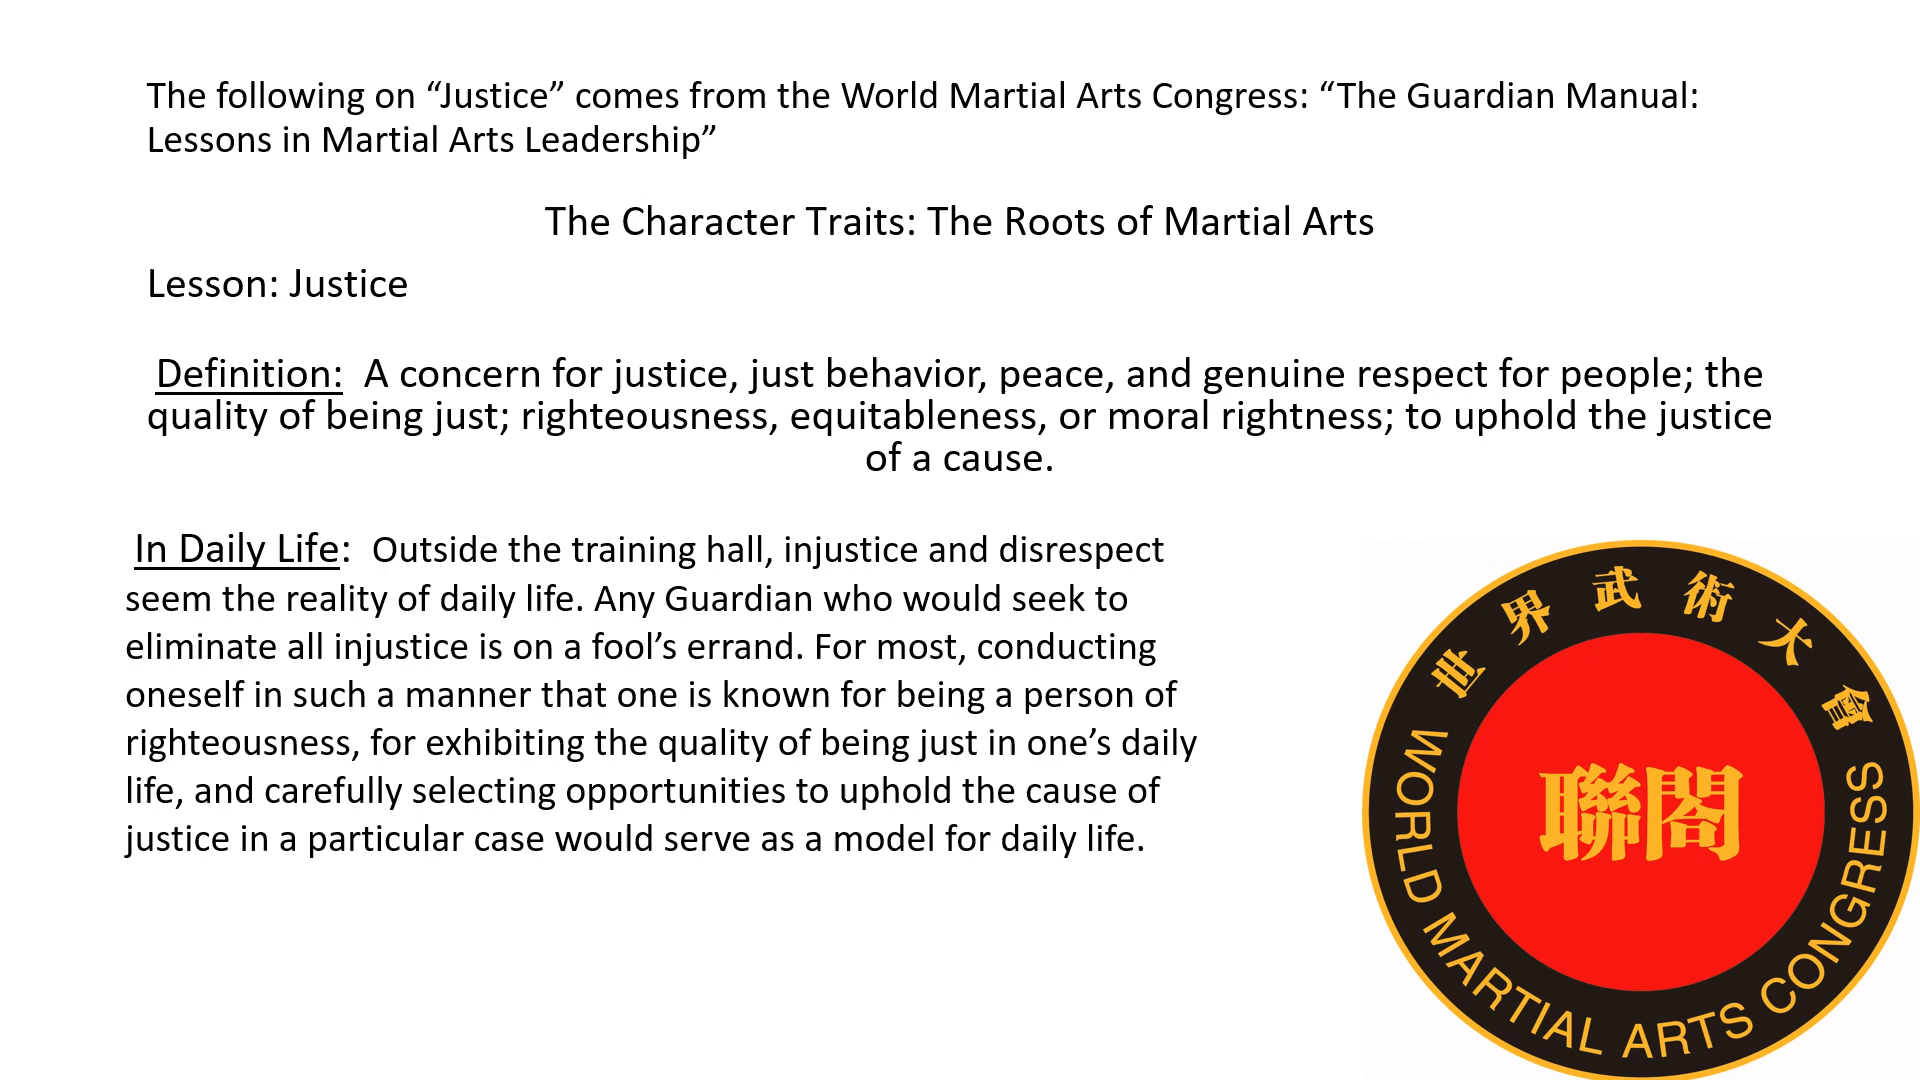 The following on “Justice” comes from the World Martial Arts Congress: “The Guardian Manual:
Lessons in Martial Arts Leadership”
The Character Traits: The Roots of Martial Arts
Lesson: Justice
Definition:  A concern for justice, just behavior, peace, and genuine respect for people; the
quality of being just; righteousness, equitableness, or moral rightness; to uphold the justice
of a cause.
In Daily Life:  Outside the training hall, injustice and disrespect
seem the reality of daily life. Any Guardian who would seek to
eliminate all injustice is on a fool’s errand. For most, conducting
oneself in such a manner that one is known for being a person of
righteousness, for exhibiting the quality of being just in one’s daily
life, and carefully selecting opportunities to uphold the cause of
justice in a particular case would serve as a model for daily life.
世界武術大會
聯閤
WORLD MARTIAL ARTS CONGRESS